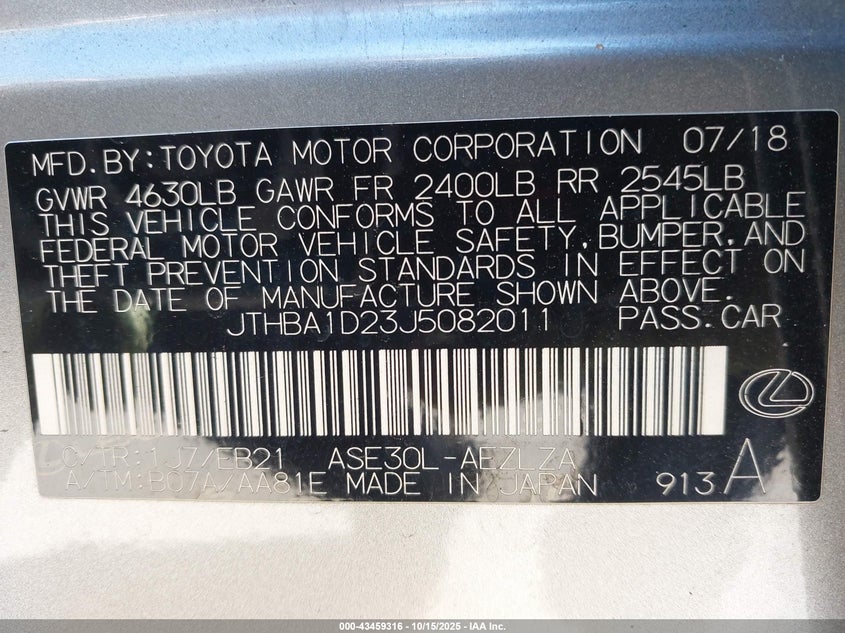 MFD.BY:TOYOTA MOTOR CORPORATION 07/18
GVWR 4630LB GAWR FR 2400LB RR 2545LB
THIS VEHICLE CONFORMS TO ALL APPLICABLE
FEDERAL MOTOR VEHICLE SAFETY,BUMPER,AND
THEFT PREVENTION STANDARDS IN EFFECT ON
THE DATE OF MANUFACTURE SHOWN ABOVE.
JTHBA1D23J5082011 PASS.CAR
C/TR:1J7/EB21 ASE30L-AEZLZA
A/TM:B07A/AA81E MADE IN JAPAN 913A
000-43459316 - 10/15/2025 - IAA Inc.